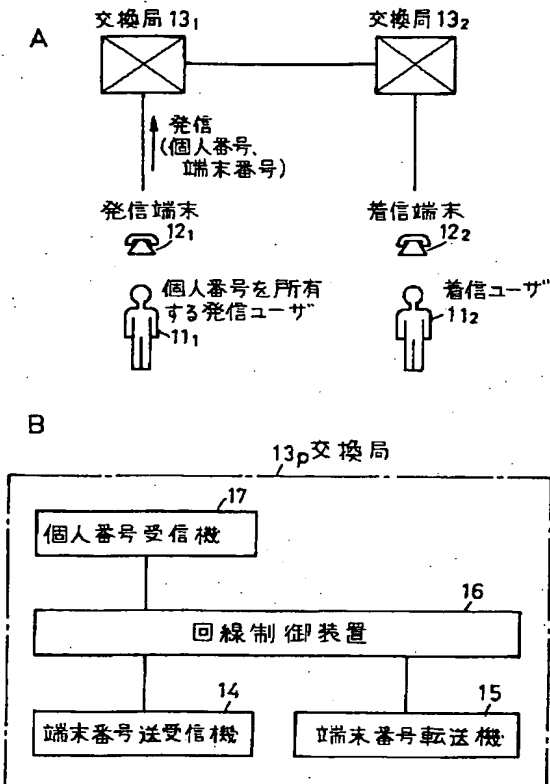 A
交換局13₁
交換局13₂
発信
(個人番号、
端末番号)
発信端末
12₁
着信端末
12₂
個人番号を所有
する発信ユーザ
11₁
着信ユーザ
11₂
B
13p交換局
17
個人番号受信機
16
回線制御装置
14
端末番号送受信機
15
端末番号転送機